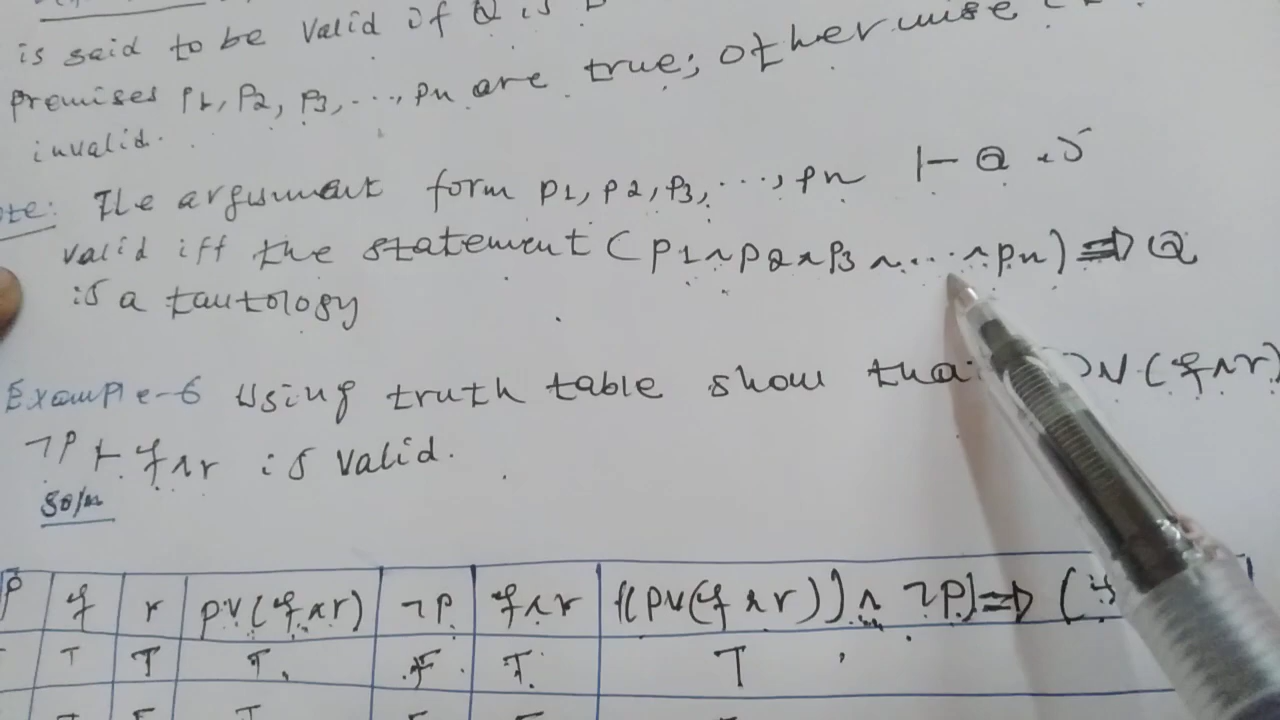 is said to be valid if Q is
premises P1, P2, P3, ..., Pn are true; otherwise
invalid.
The argument form P1, P2, P3, ..., Pn ⊢ Q is
valid iff the statement (P1 ∧ P2 ∧ P3 ∧ ... ∧ Pn) ⇒ Q
is a tautology
Example-6 Using truth table show that ∨ (q ∧ r)
¬P ⊢ q ∧ r is valid.
Soln
P q r p∨(q∧r) ¬P q∧r ((p∨(q∧r)) ∧ ¬P) ⇒ (
T T T F T T